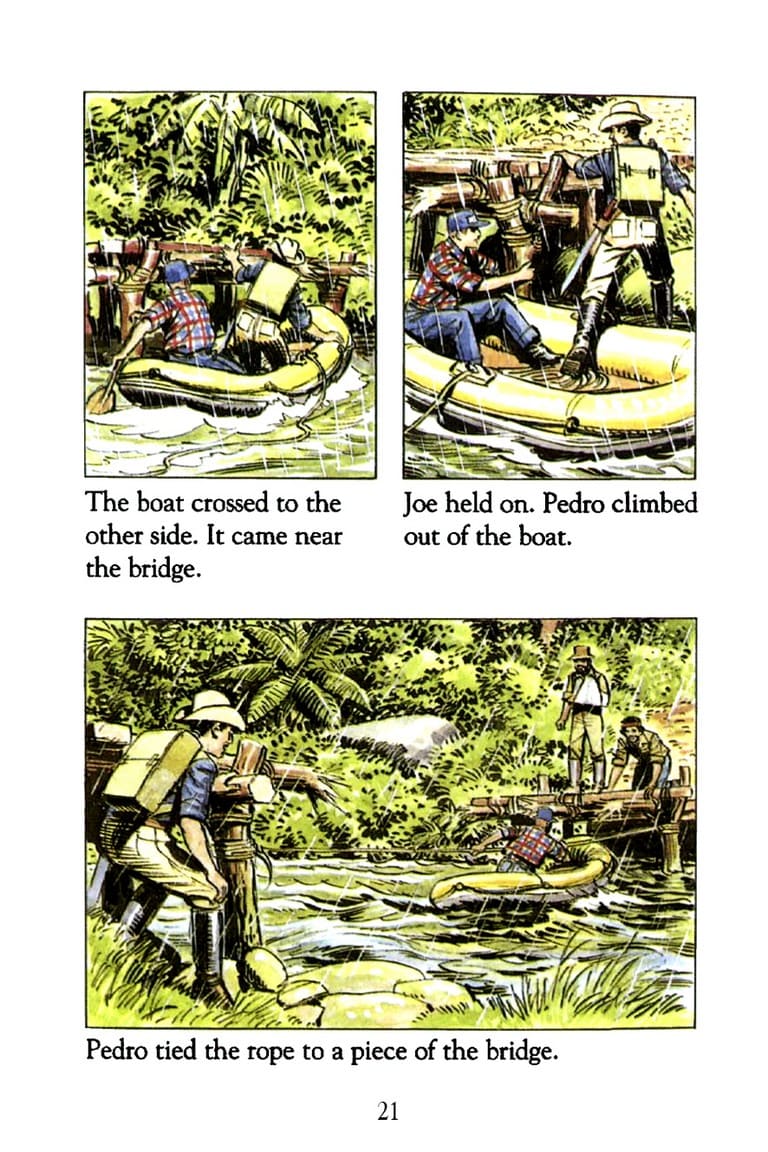 The boat crossed to the
other side. It came near
the bridge.
Joe held on. Pedro climbed
out of the boat.
Pedro tied the rope to a piece of the bridge.
21